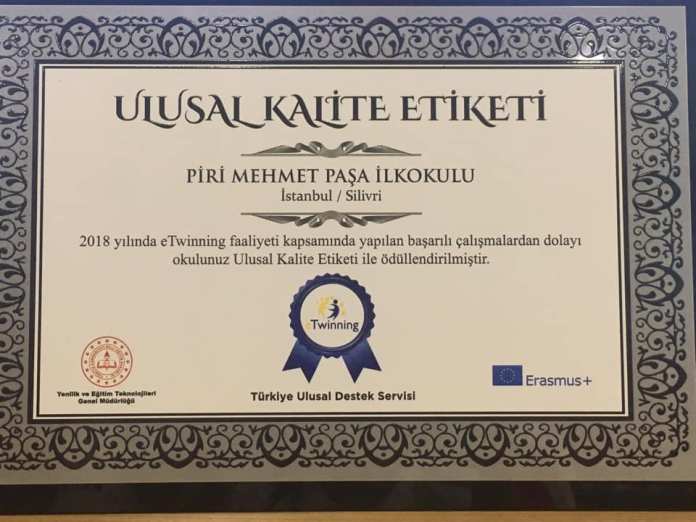 ULUSAL KALİTE ETİKETİ
PİRİ MEHMET PAŞA İLKOKULU
İstanbul / Silivri
2018 yılında eTwinning faaliyeti kapsamında yapılan başarılı çalışmalardan dolayı
okulunuz Ulusal Kalite Etiketi ile ödüllendirilmiştir.
eTwinning
Yenilik ve Eğitim Teknolojileri
Genel Müdürlüğü
Türkiye Ulusal Destek Servisi
Erasmus+